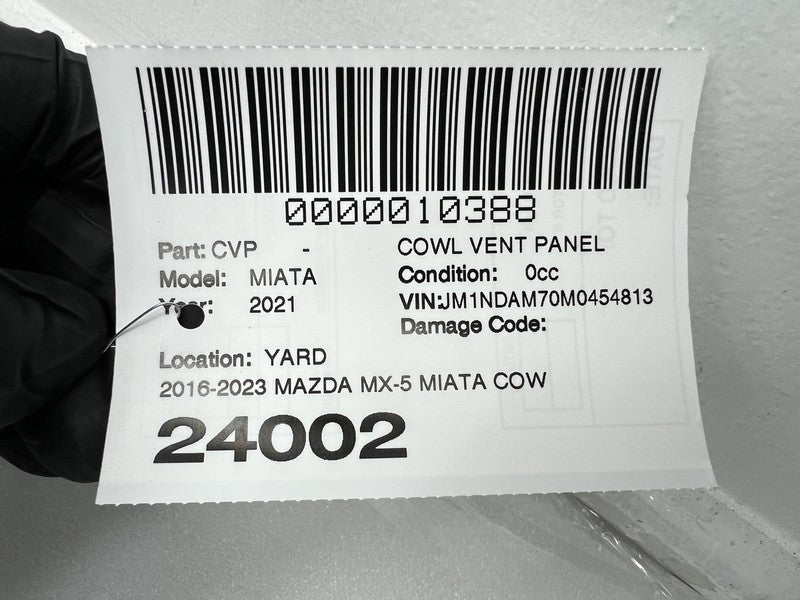 0000010388
Part: CVP - COWL VENT PANEL
Model: MIATA Condition: 0cc
Year: 2021 VIN:JM1NDAM70M0454813
Damage Code:
Location: YARD
2016-2023 MAZDA MX-5 MIATA COW
24002